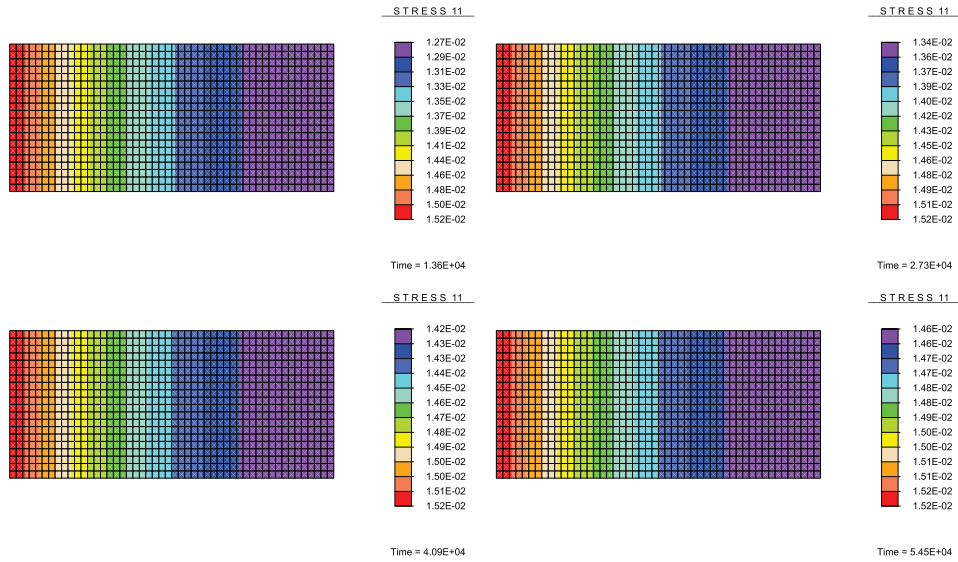 S T R E S S 11
1.27E-02
1.29E-02
1.31E-02
1.33E-02
1.35E-02
1.37E-02
1.39E-02
1.41E-02
1.44E-02
1.46E-02
1.48E-02
1.50E-02
1.52E-02
Time = 1.36E+04
S T R E S S 11
1.34E-02
1.36E-02
1.37E-02
1.39E-02
1.40E-02
1.42E-02
1.43E-02
1.45E-02
1.46E-02
1.48E-02
1.49E-02
1.51E-02
1.52E-02
Time = 2.73E+04
S T R E S S 11
1.42E-02
1.43E-02
1.43E-02
1.44E-02
1.45E-02
1.46E-02
1.47E-02
1.48E-02
1.49E-02
1.50E-02
1.50E-02
1.51E-02
1.52E-02
Time = 4.09E+04
S T R E S S 11
1.46E-02
1.46E-02
1.47E-02
1.47E-02
1.48E-02
1.48E-02
1.49E-02
1.50E-02
1.50E-02
1.51E-02
1.51E-02
1.52E-02
1.52E-02
Time = 5.45E+04